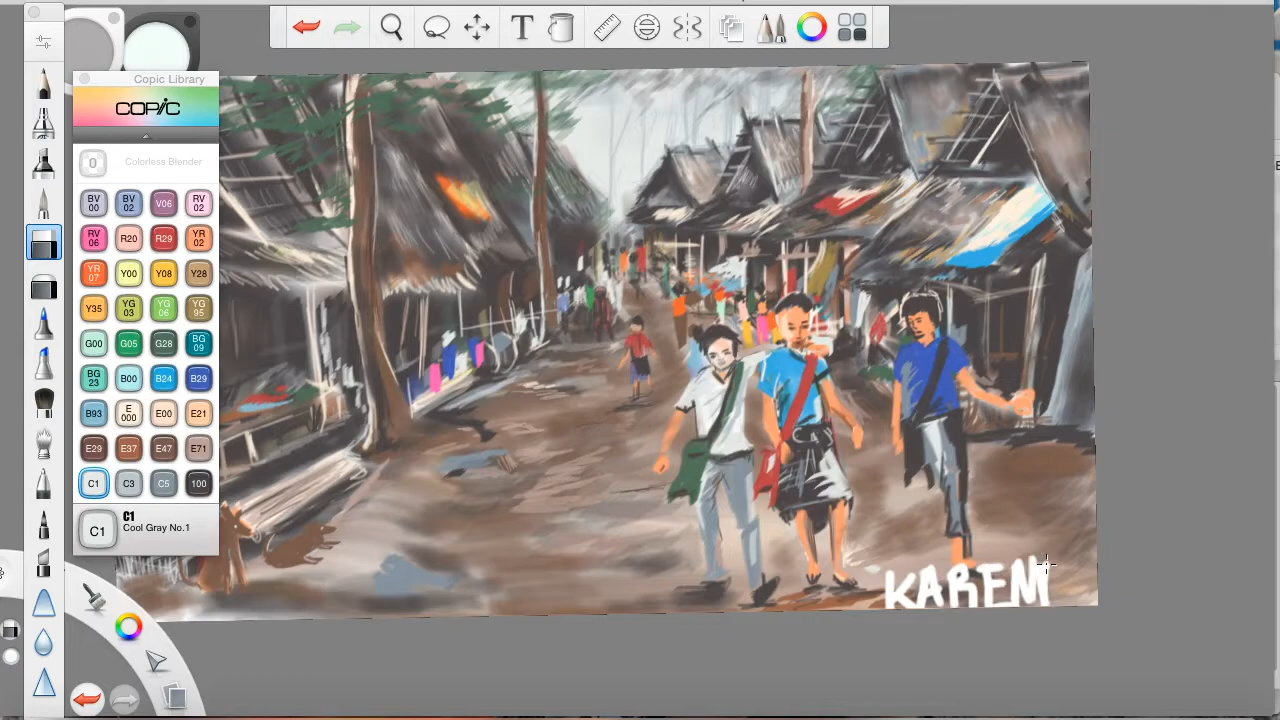 T
Copic Library
COPIC
0 Colorless Blender
BV 00 BV 02 V06 RV 02
RV 06 R20 R29 YR 02
YR 07 Y00 Y08 Y28
Y35 YG 03 YG 06 YG 95
G00 G05 G28 BG 09
BG 23 B00 B24 B29
B93 E 000 E00 E21
E29 E37 E47 E71
C1 C3 C5 100
C1 C1
Cool Gray No.1
KAREM